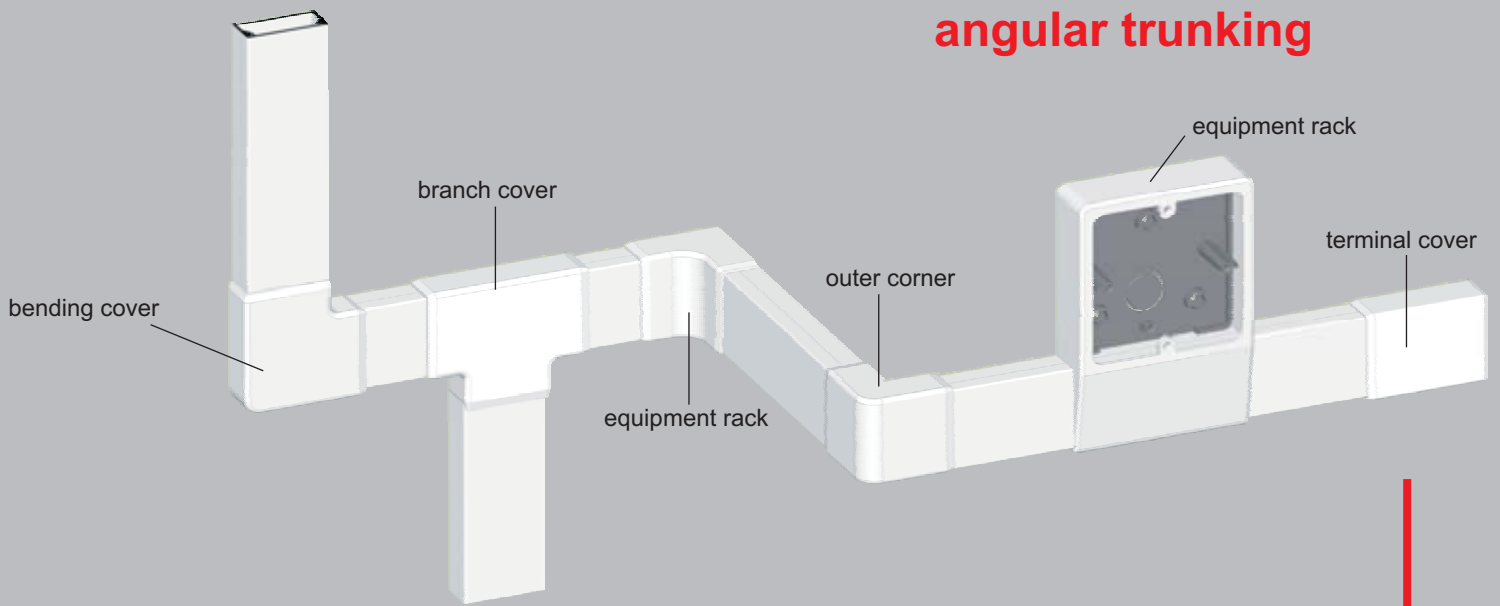 angular trunking
equipment rack
branch cover
terminal cover
outer corner
bending cover
equipment rack